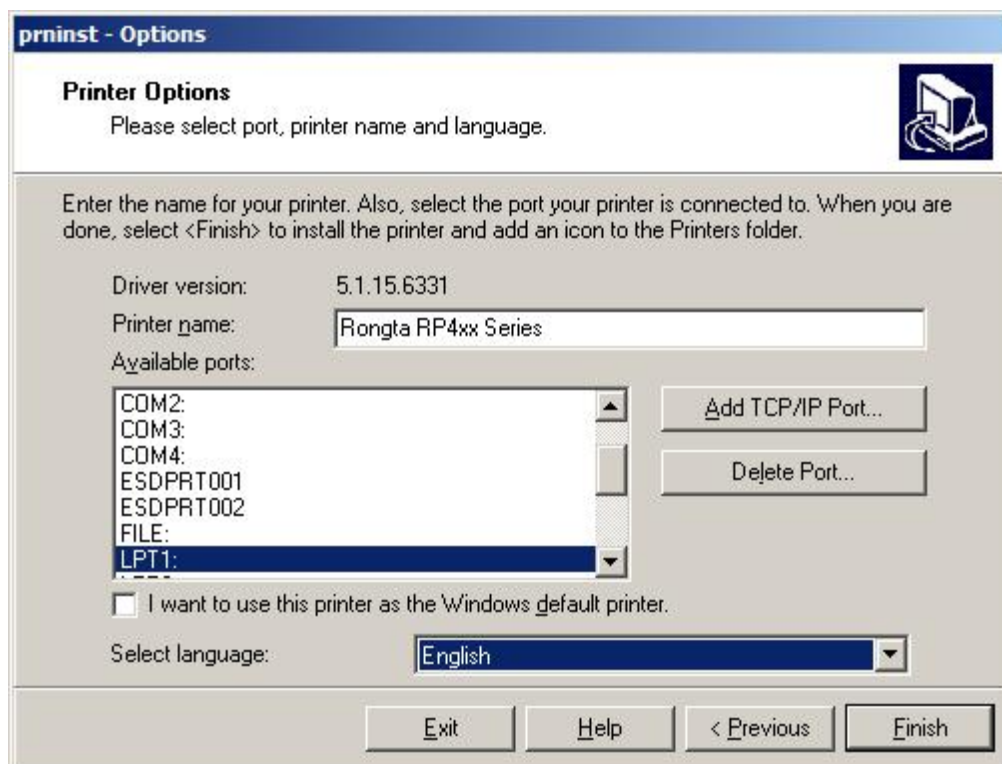 prninst - Options
Printer Options
Please select port, printer name and language.
Enter the name for your printer. Also, select the port your printer is connected to. When you are
done, select <Finish> to install the printer and add an icon to the Printers folder.
Driver version: 5.1.15.6331
Printer name: Rongta RP4xx Series
Available ports:
COM2:
COM3:
COM4:
ESDPRT001
ESDPRT002
FILE:
LPT1:
Add TCP/IP Port...
Delete Port...
I want to use this printer as the Windows default printer.
Select language: English
Exit Help < Previous Finish